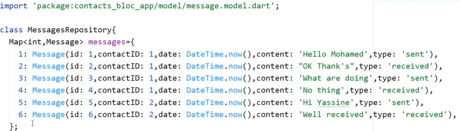 import 'package:contacts_bloc_app/model/message.model.dart';
class MessagesRepository{
Map<int,Message> messages={
1: Message(id: 1,contactID: 1,date: DateTime.now(),content: 'Hello Mohamed',type: 'sent'),
2: Message(id: 2,contactID: 1,date: DateTime.now(),content: "OK Thank's",type: 'received'),
3: Message(id: 3,contactID: 1,date: DateTime.now(),content: 'What are doing',type: 'sent'),
4: Message(id: 4,contactID: 1,date: DateTime.now(),content: 'No thing',type: 'received'),
5: Message(id: 5,contactID: 2,date: DateTime.now(),content: 'Hi Yassine',type: 'sent'),
6: Message(id: 6,contactID: 2,date: DateTime.now(),content: 'Well received',type: 'received'),
};